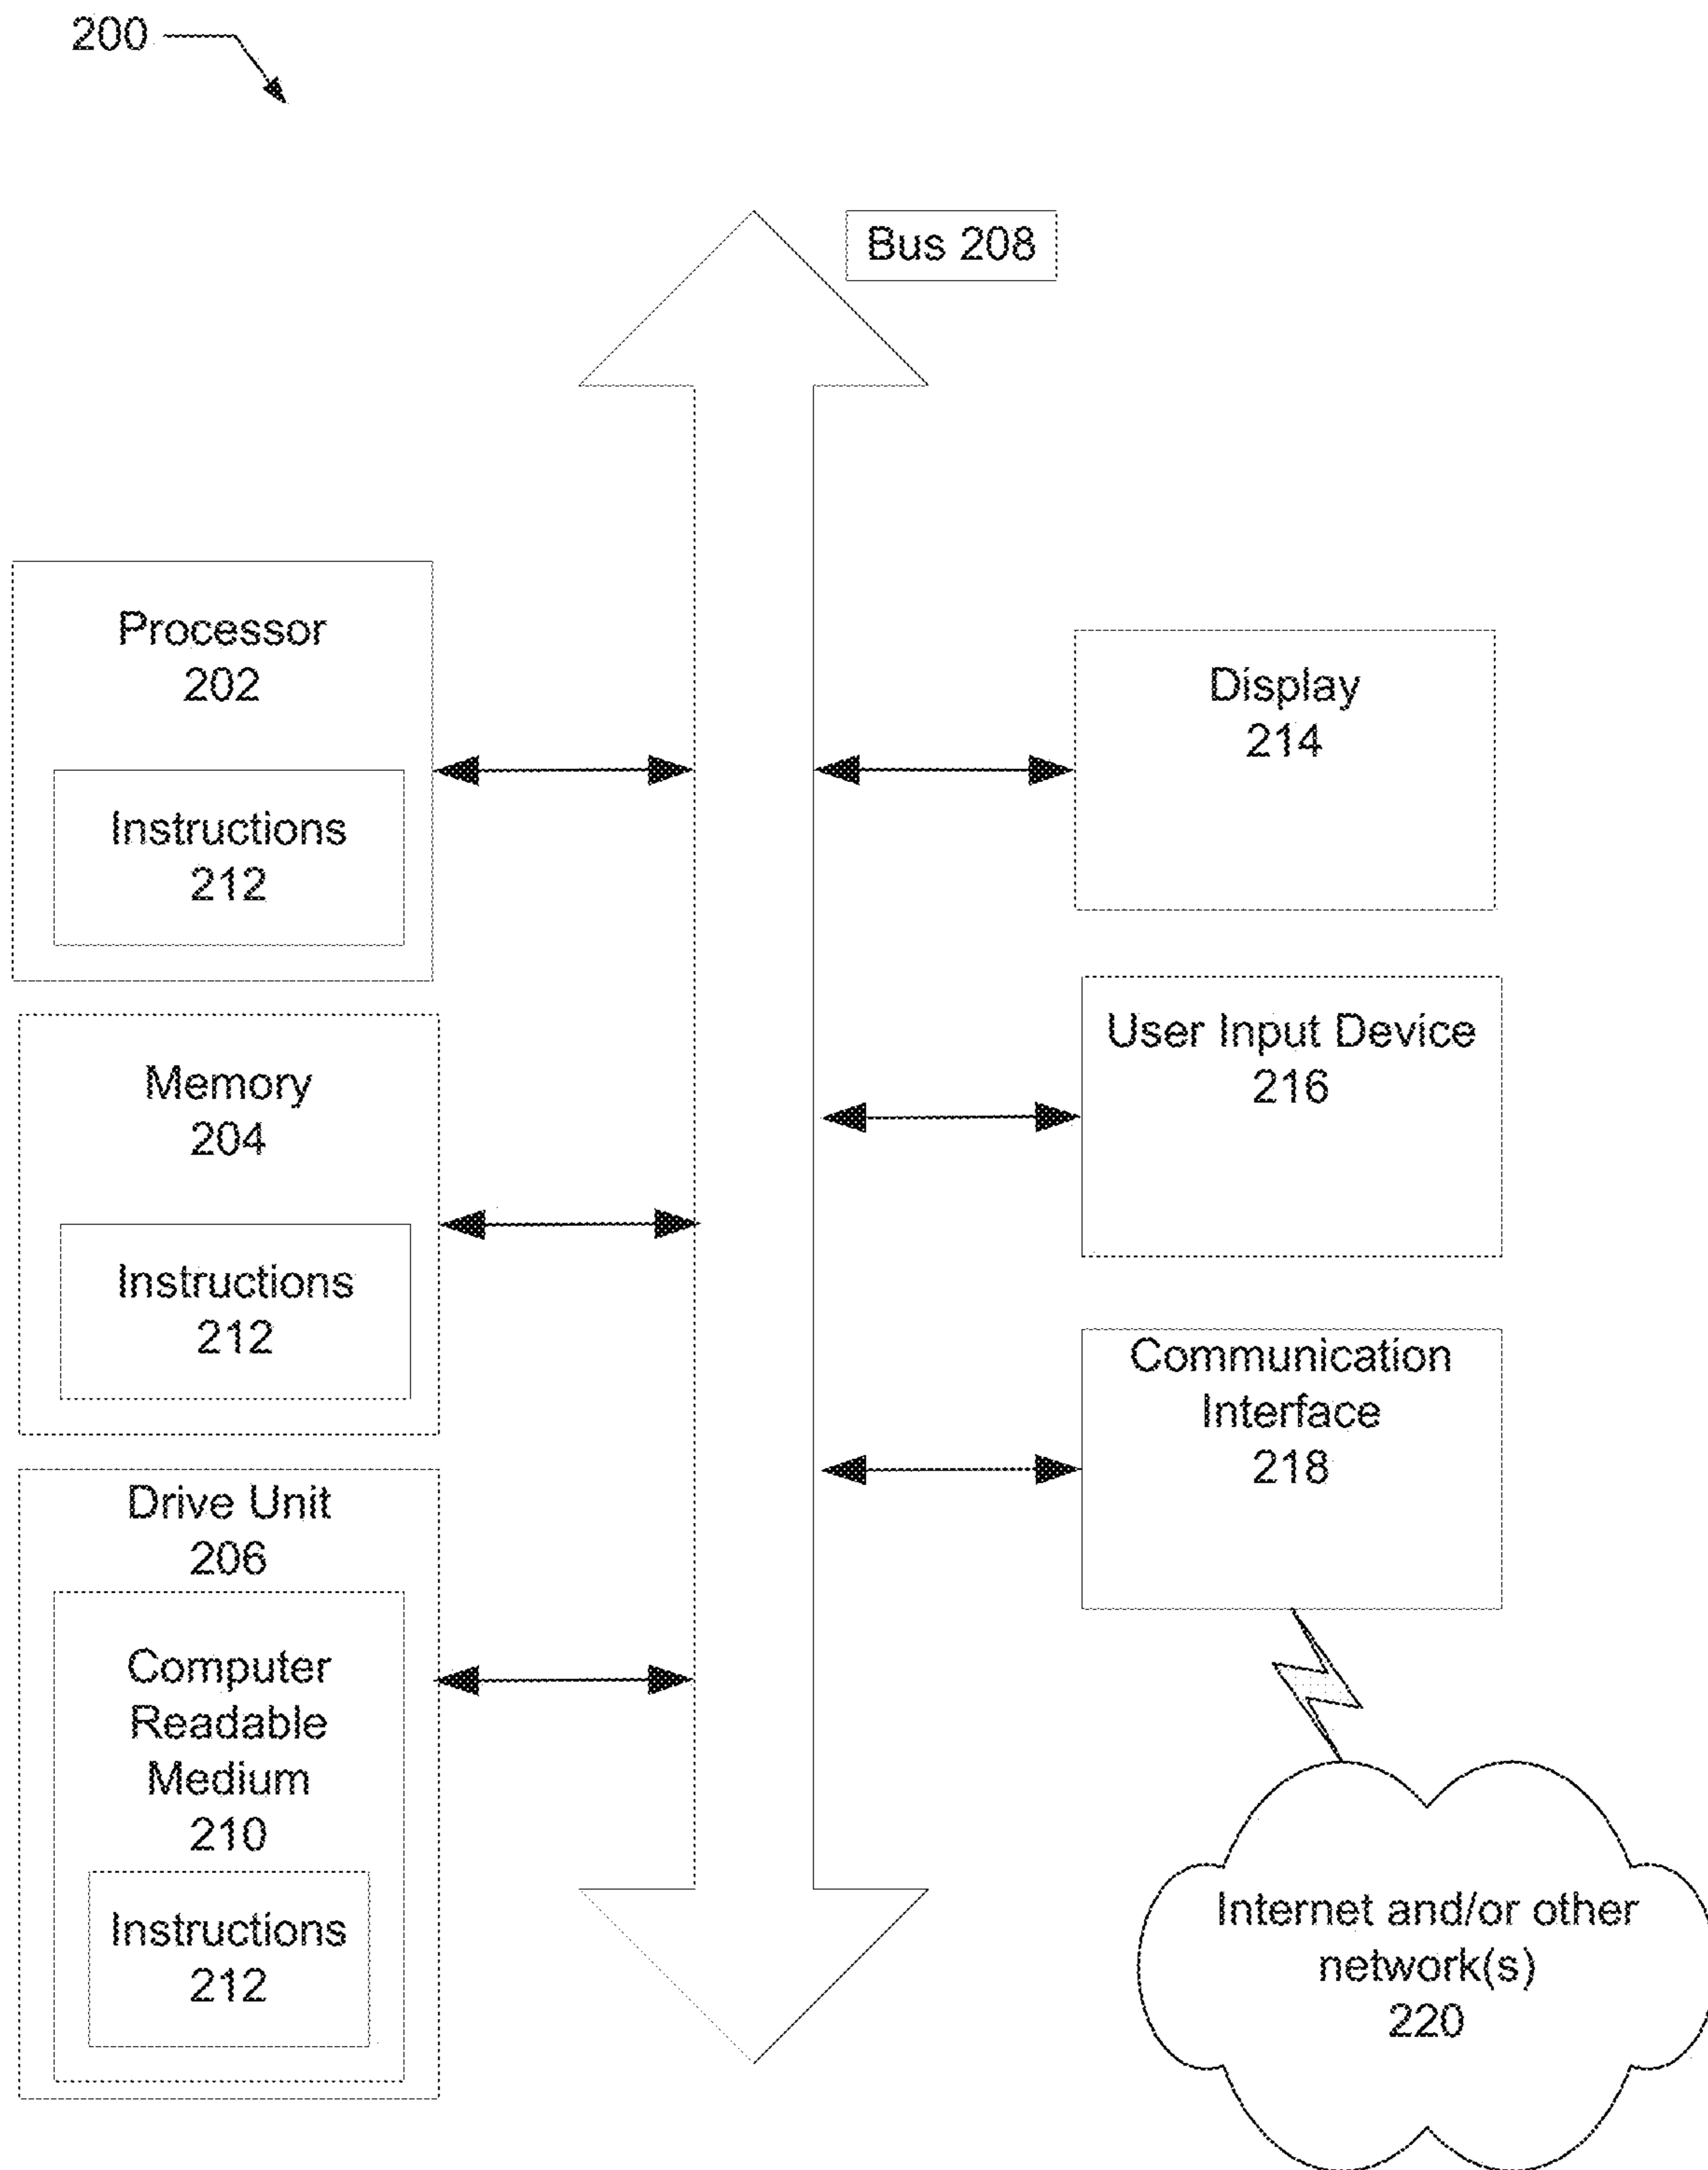 200
Bus 208
Processor
202
Instructions
212
Memory
204
Instructions
212
Drive Unit
206
Computer
Readable
Medium
210
Instructions
212
Display
214
User Input Device
216
Communication
Interface
218
Internet and/or other
network(s)
220